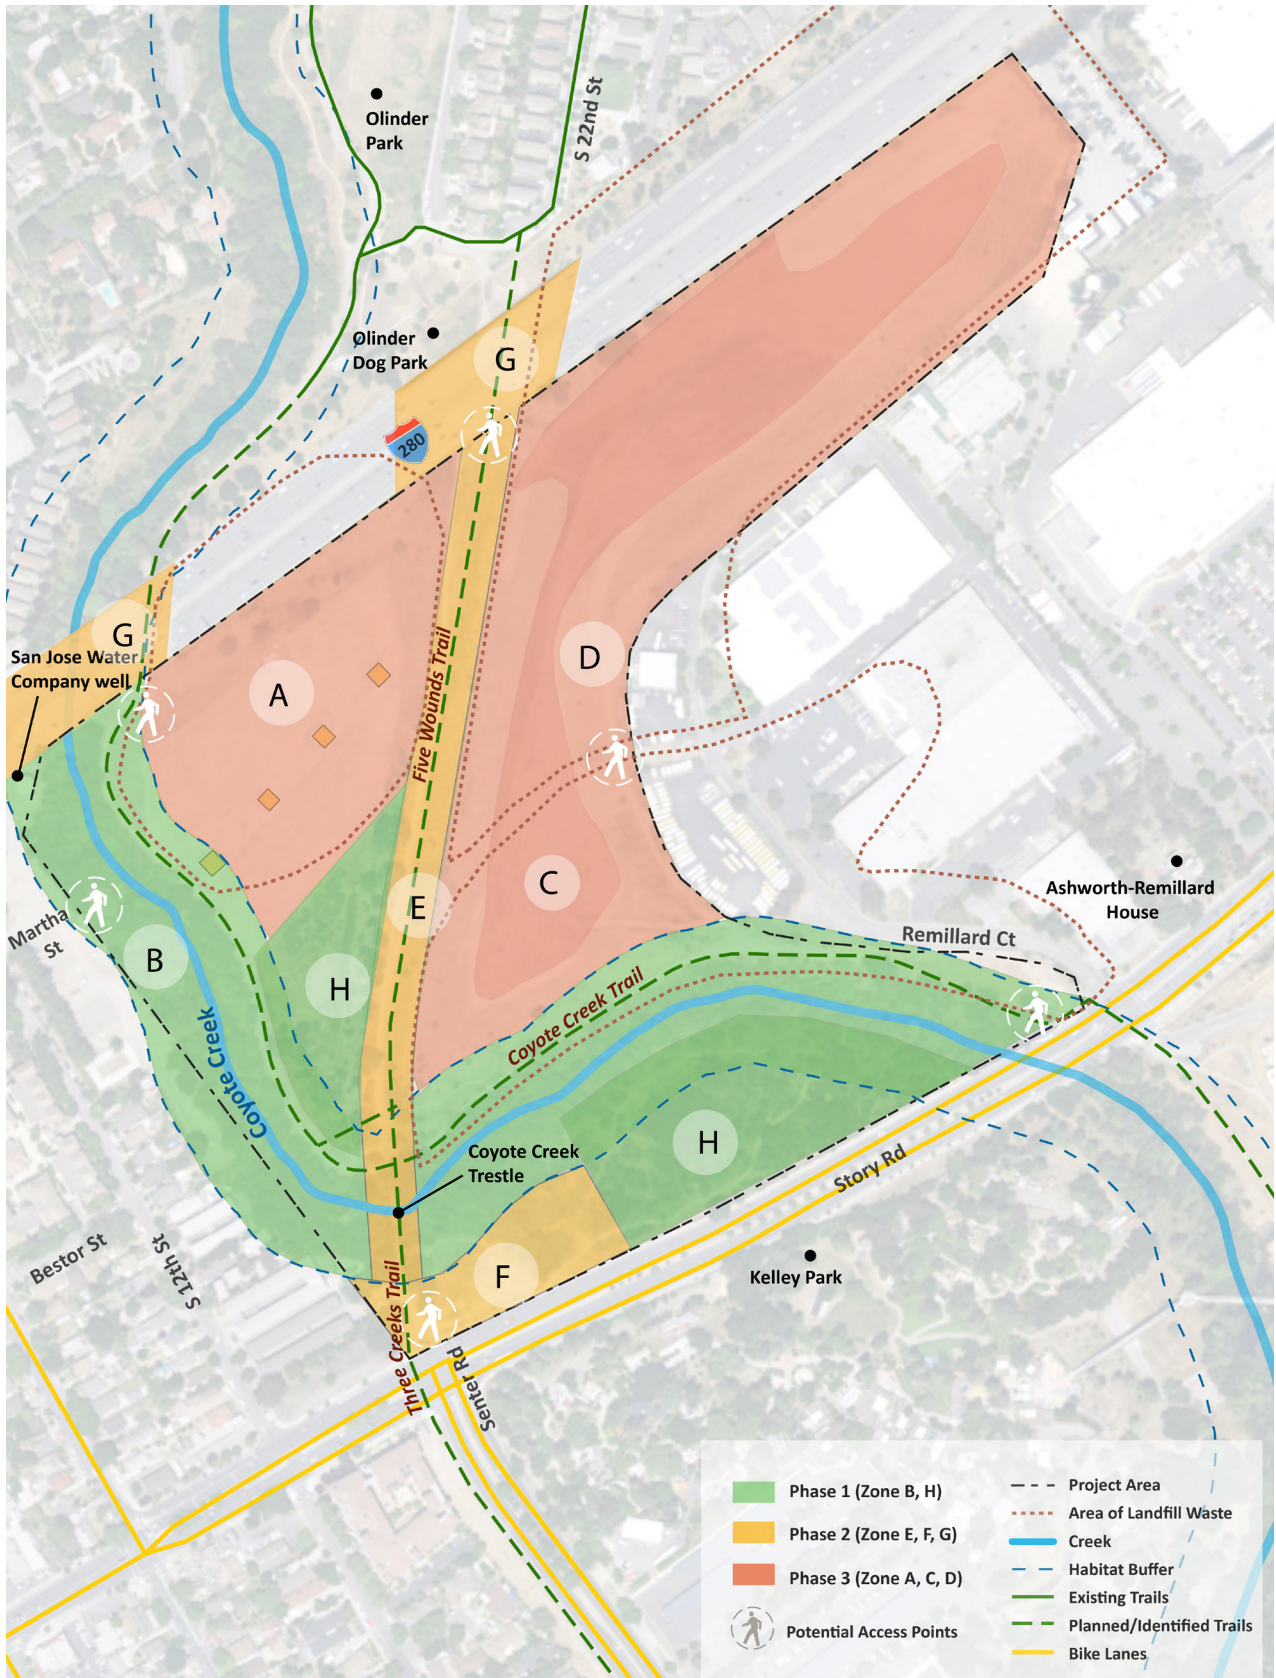 S 22nd St
Olinder
Park
Olinder
Dog Park
G
280
G
San Jose Water
Company well
A
D
Five Wounds Trail
C
E
Ashworth-Remillard
House
Martha
St
B
Remillard Ct
H
Coyote Creek Trail
Coyote Creek
H
Coyote Creek
Trestle
Story Rd
Bestor St
S 12th St
F
Kelley Park
Three Creeks Trail
Senter Rd
Phase 1 (Zone B, H)
Phase 2 (Zone E, F, G)
Phase 3 (Zone A, C, D)
Potential Access Points
Project Area
Area of Landfill Waste
Creek
Habitat Buffer
Existing Trails
Planned/Identified Trails
Bike Lanes